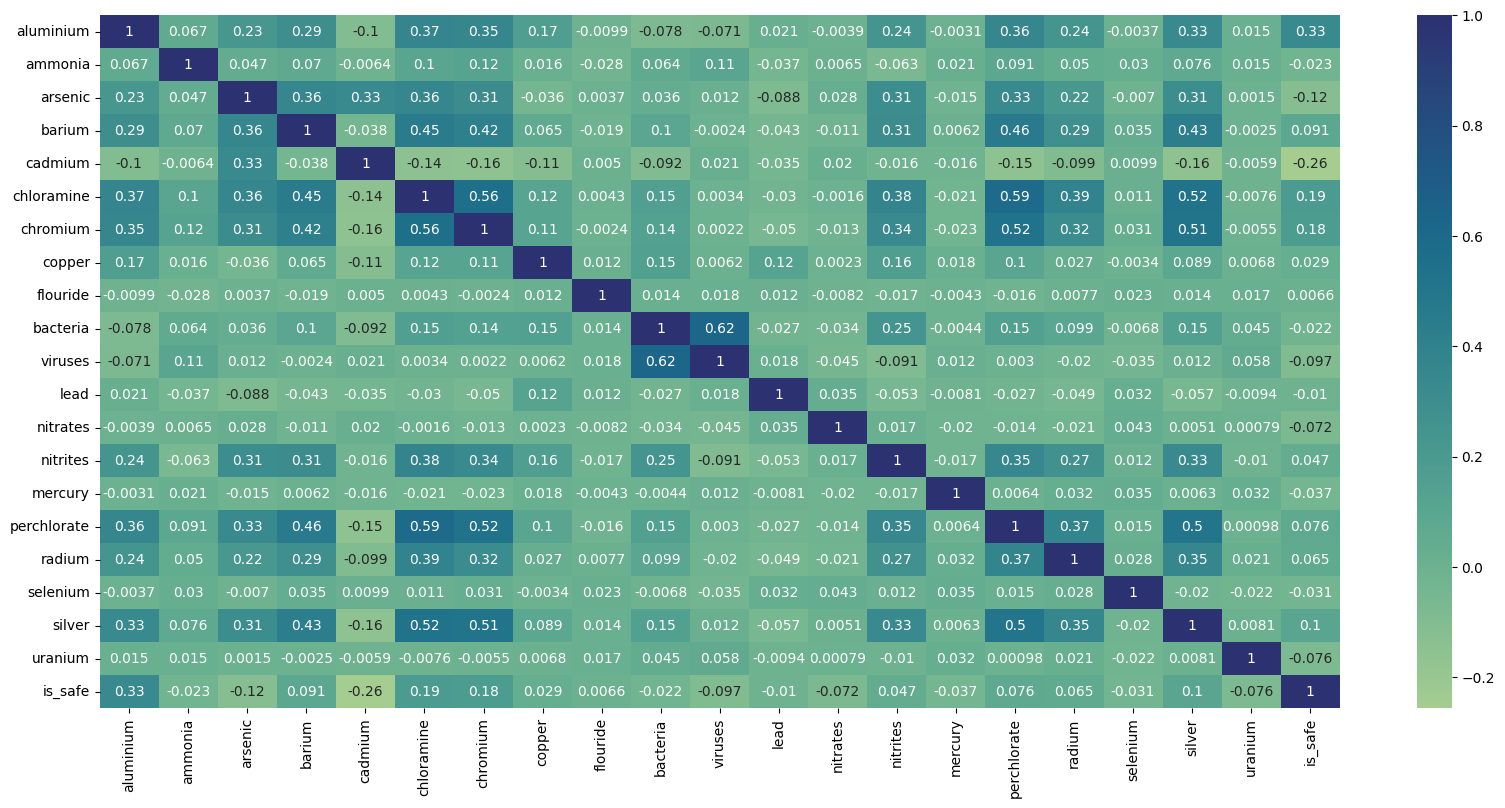 aluminium 1 0.067 0.23 0.29 -0.1 0.37 0.35 0.17 -0.0099 -0.078 -0.071 0.021 -0.0039 0.24 -0.0031 0.36 0.24 -0.0037 0.33 0.015 0.33 1.0
ammonia 0.067 1 0.047 0.07 -0.0064 0.1 0.12 0.016 -0.028 0.064 0.11 -0.037 0.0065 -0.063 0.021 0.091 0.05 0.03 0.076 0.015 -0.023
arsenic 0.23 0.047 1 0.36 0.33 0.36 0.31 -0.036 0.0037 0.036 0.012 -0.088 0.028 0.31 -0.015 0.33 0.22 -0.007 0.31 0.0015 -0.12
barium 0.29 0.07 0.36 1 -0.038 0.45 0.42 0.065 -0.019 0.1 -0.0024 -0.043 -0.011 0.31 0.0062 0.46 0.29 0.035 0.43 -0.0025 0.091 0.8
cadmium -0.1 -0.0064 0.33 -0.038 1 -0.14 -0.16 -0.11 0.005 -0.092 0.021 -0.035 0.02 -0.016 -0.016 -0.15 -0.099 0.0099 -0.16 -0.0059 -0.26
chloramine 0.37 0.1 0.36 0.45 -0.14 1 0.56 0.12 0.0043 0.15 0.0034 -0.03 -0.0016 0.38 -0.021 0.59 0.39 0.011 0.52 -0.0076 0.19
chromium 0.35 0.12 0.31 0.42 -0.16 0.56 1 0.11 -0.0024 0.14 0.0022 -0.05 -0.013 0.34 -0.023 0.52 0.32 0.031 0.51 -0.0055 0.18 0.6
copper 0.17 0.016 -0.036 0.065 -0.11 0.12 0.11 1 0.012 0.15 0.0062 0.12 0.0023 0.16 0.018 0.1 0.027 -0.0034 0.089 0.0068 0.029
flouride -0.0099 -0.028 0.0037 -0.019 0.005 0.0043 -0.0024 0.012 1 0.014 0.018 0.012 -0.0082 -0.017 -0.0043 -0.016 0.0077 0.023 0.014 0.017 0.0066
bacteria -0.078 0.064 0.036 0.1 -0.092 0.15 0.14 0.15 0.014 1 0.62 -0.027 -0.034 0.25 -0.0044 0.15 0.099 -0.0068 0.15 0.045 -0.022
viruses -0.071 0.11 0.012 -0.0024 0.021 0.0034 0.0022 0.0062 0.018 0.62 1 0.018 -0.045 -0.091 0.012 0.003 -0.02 -0.035 0.012 0.058 -0.097 0.4
lead 0.021 -0.037 -0.088 -0.043 -0.035 -0.03 -0.05 0.12 0.012 -0.027 0.018 1 0.035 -0.053 -0.0081 -0.027 -0.049 0.032 -0.057 -0.0094 -0.01
nitrates -0.0039 0.0065 0.028 -0.011 0.02 -0.0016 -0.013 0.0023 -0.0082 -0.034 -0.045 0.035 1 0.017 -0.02 -0.014 -0.021 0.043 0.0051 0.00079 -0.072
nitrites 0.24 -0.063 0.31 0.31 -0.016 0.38 0.34 0.16 -0.017 0.25 -0.091 -0.053 0.017 1 -0.017 0.35 0.27 0.012 0.33 -0.01 0.047 0.2
mercury -0.0031 0.021 -0.015 0.0062 -0.016 -0.021 -0.023 0.018 -0.0043 -0.0044 0.012 -0.0081 -0.02 -0.017 1 0.0064 0.032 0.035 0.0063 0.032 -0.037
perchlorate 0.36 0.091 0.33 0.46 -0.15 0.59 0.52 0.1 -0.016 0.15 0.003 -0.027 -0.014 0.35 0.0064 1 0.37 0.015 0.5 0.00098 0.076
radium 0.24 0.05 0.22 0.29 -0.099 0.39 0.32 0.027 0.0077 0.099 -0.02 -0.049 -0.021 0.27 0.032 0.37 1 0.028 0.35 0.021 0.065 0.0
selenium -0.0037 0.03 -0.007 0.035 0.0099 0.011 0.031 -0.0034 0.023 -0.0068 -0.035 0.032 0.043 0.012 0.035 0.015 0.028 1 -0.02 -0.022 -0.031
silver 0.33 0.076 0.31 0.43 -0.16 0.52 0.51 0.089 0.014 0.15 0.012 -0.057 0.0051 0.33 0.0063 0.5 0.35 -0.02 1 0.0081 0.1
uranium 0.015 0.015 0.0015 -0.0025 -0.0059 -0.0076 -0.0055 0.0068 0.017 0.045 0.058 -0.0094 0.00079 -0.01 0.032 0.00098 0.021 -0.022 0.0081 1 -0.076
is_safe 0.33 -0.023 -0.12 0.091 -0.26 0.19 0.18 0.029 0.0066 -0.022 -0.097 -0.01 -0.072 0.047 -0.037 0.076 0.065 -0.031 0.1 -0.076 1 −0.2
aluminium ammonia arsenic barium cadmium chloramine chromium copper flouride bacteria viruses lead nitrates nitrites mercury perchlorate radium selenium silver uranium is_safe